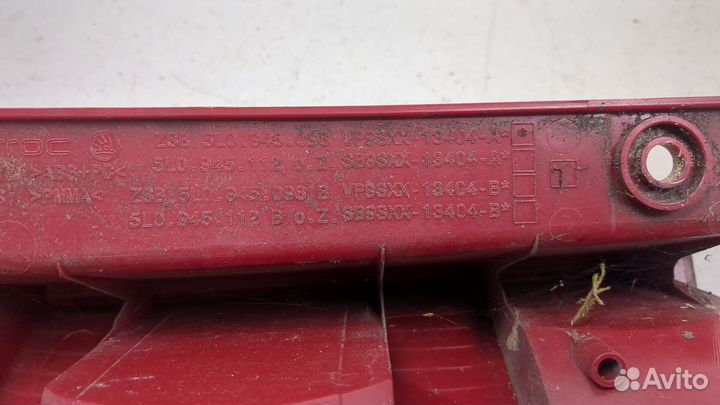 ZSB 5L0.945.096 VP9SXX-13404-A*
>ABS+PC< 5L0.945.112 o.Z. SB9SXX-13404-A*
>PMMA< ZSB 5L0.945.096 B VP9SXX-13404-B*
5L0.945.112 B o.Z. SB9SXX-13404-B*
Avito